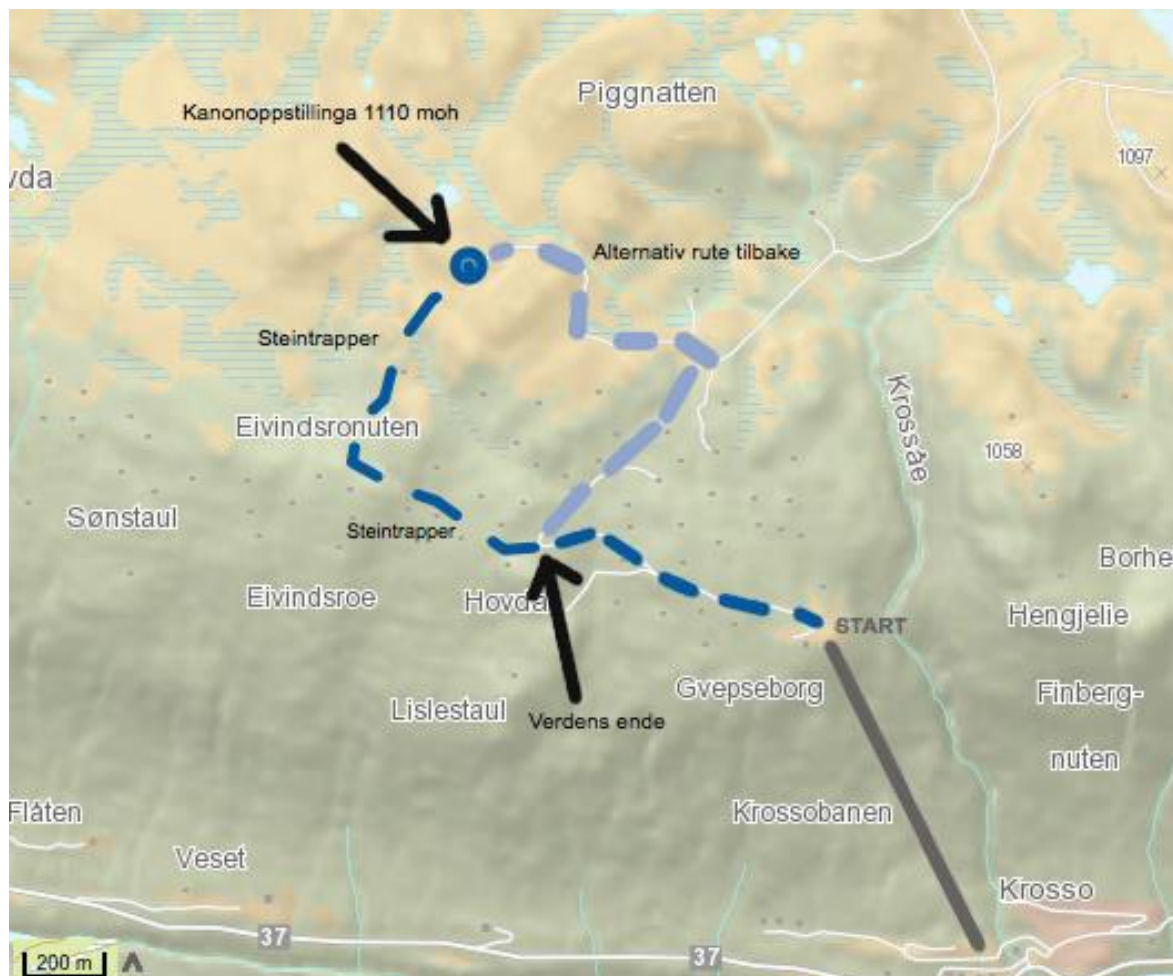 Piggnatten
Kanonoppstillinga 1110 moh
1097
vda
Alternativ rute tilbake
Steintrapper
Krossåe
Eivindsronuten
1058
Sønstaul
Steintrapper
Borhe
Eivindsroe
Hovda
START
Hengjelie
Gvepseborg
Finberg-
nuten
Lislestaul
Verdens ende
Flåten
Krossobanen
Veset
Krosso
37
37
200 m